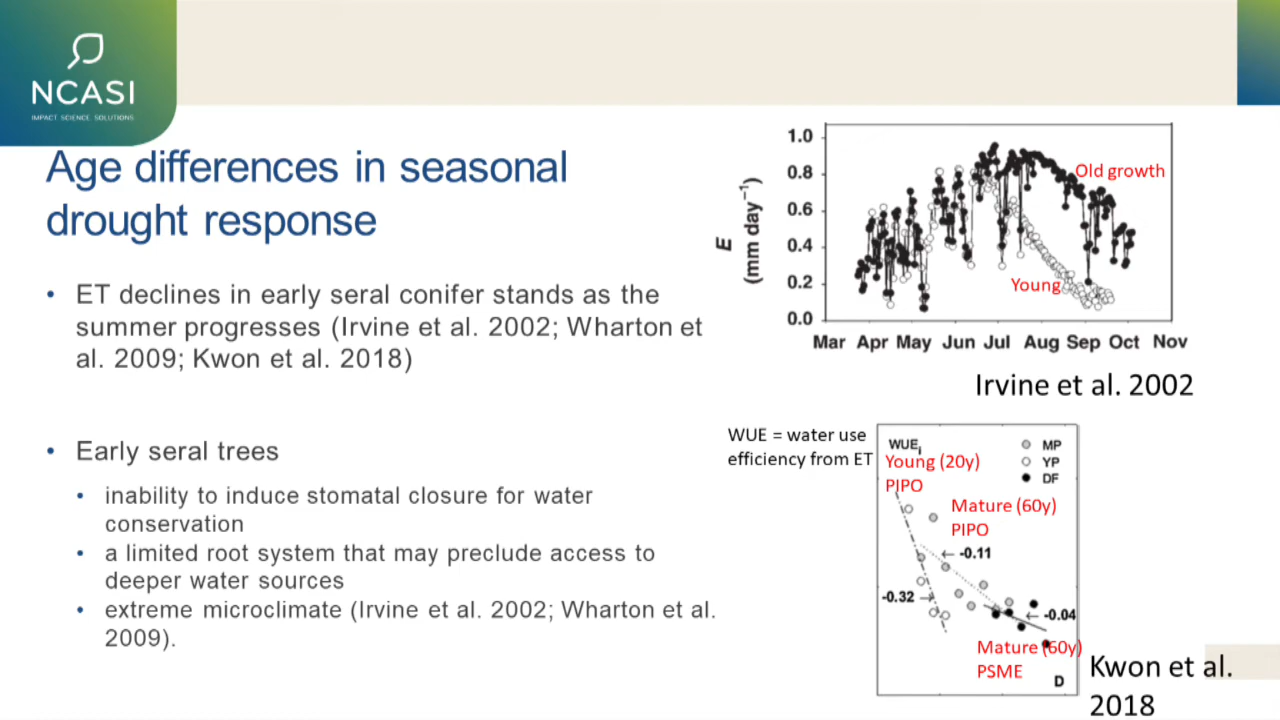 NCASI
IMPACT SCIENCE SOLUTIONS
Age differences in seasonal
drought response
• ET declines in early seral conifer stands as the
summer progresses (Irvine et al. 2002; Wharton et
al. 2009; Kwon et al. 2018)
• Early seral trees
• inability to induce stomatal closure for water
conservation
• a limited root system that may preclude access to
deeper water sources
• extreme microclimate (Irvine et al. 2002; Wharton et al.
2009).
E
(mm day⁻¹)
1.0
0.8
0.6
0.4
0.2
0.0
Old growth
Young
Mar Apr May Jun Jul Aug Sep Oct Nov
Irvine et al. 2002
WUE = water use
efficiency from ET
WUEi
MP
YP
DF
Young (20y)
PIPO
Mature (60y)
PIPO
← -0.11
-0.32 →
← -0.04
Mature (60y)
PSME
D
Kwon et al.
2018